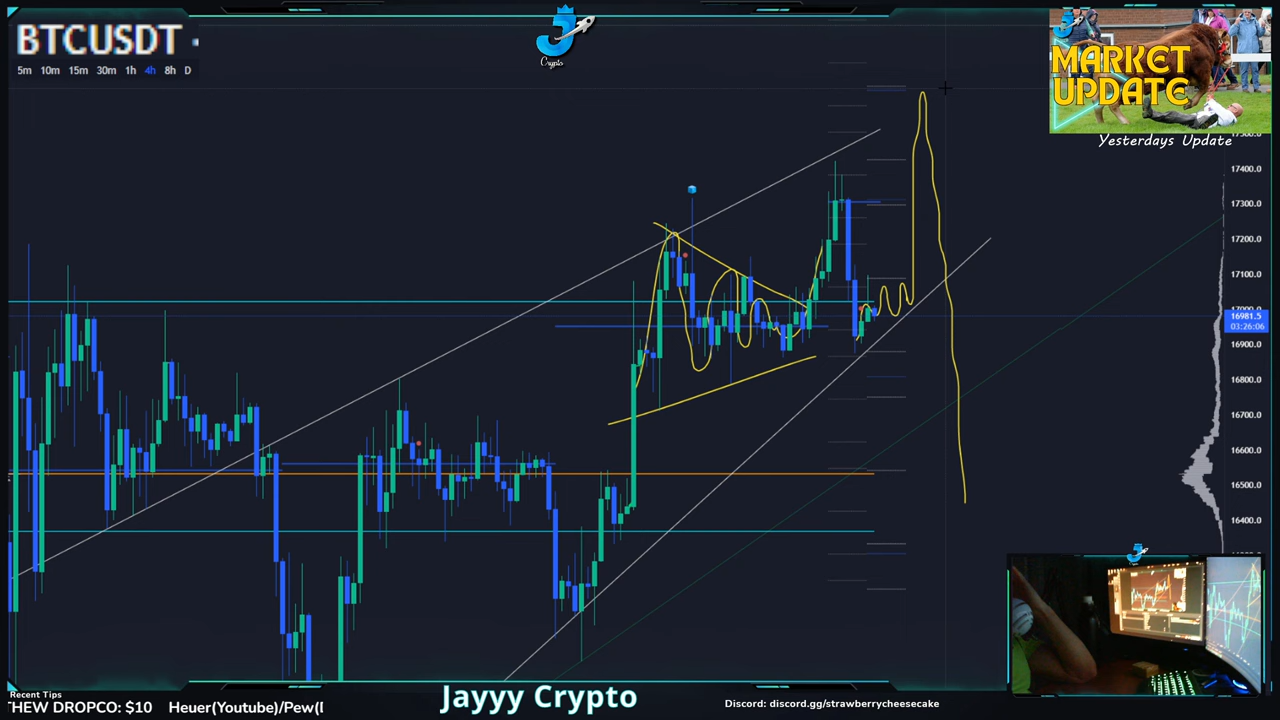 BTCUSDT
5m 10m 15m 30m 1h 4h 8h D
Crypto
MARKET
UPDATE
Yesterdays Update
17400.0
17300.0
17200.0
17100.0
16981.5
03:26:06
16900.0
16800.0
16700.0
16600.0
16500.0
16400.0
Recent Tips
THEW DROPCO: $10 Heuer(Youtube)/Pew(I
Jayyy Crypto
Discord: discord.gg/strawberrycheesecake